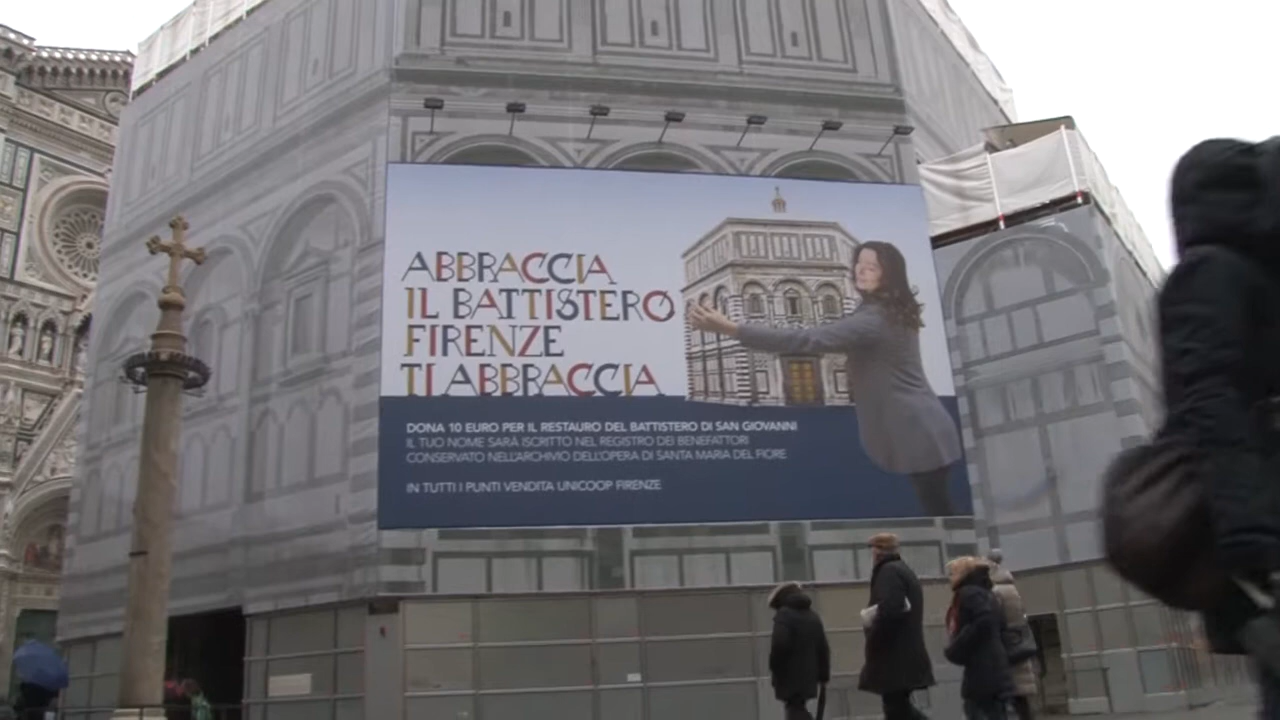 ABBRACCIA
IL BATTISTERO
FIRENZE
TI ABBRACCIA
DONA 10 EURO PER IL RESTAURO DEL BATTISTERO DI SAN GIOVANNI
IL TUO NOME SARÀ ISCRITTO NEL REGISTRO DEI BENEFATTORI
CONSERVATO NELL'ARCHIVIO DELL'OPERA DI SANTA MARIA DEL FIORE
IN TUTTI I PUNTI VENDITA UNICOOP FIRENZE